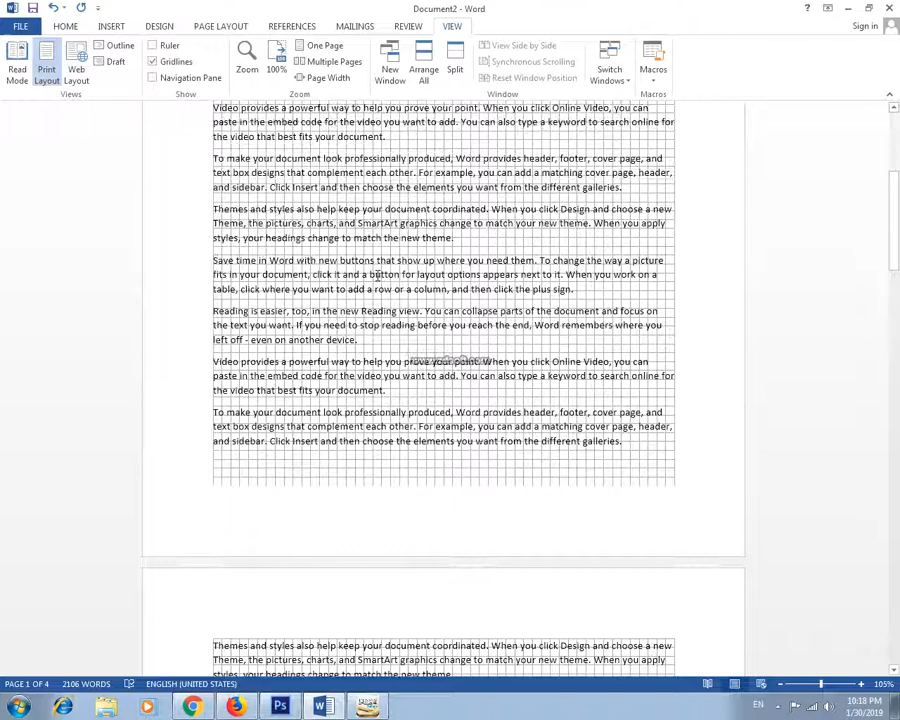 Document2 - Word
FILE HOME INSERT DESIGN PAGE LAYOUT REFERENCES MAILINGS REVIEW VIEW Sign in
Read Mode
Print Layout
Web Layout
Outline
Draft
Views
Ruler
Gridlines
Navigation Pane
Show
Zoom
100%
One Page
Multiple Pages
Page Width
Zoom
New Window
Arrange All
Split
View Side by Side
Synchronous Scrolling
Reset Window Position
Window
Switch Windows
Macros
Macros
Video provides a powerful way to help you prove your point. When you click Online Video, you can
paste in the embed code for the video you want to add. You can also type a keyword to search online for
the video that best fits your document.
To make your document look professionally produced, Word provides header, footer, cover page, and
text box designs that complement each other. For example, you can add a matching cover page, header,
and sidebar. Click Insert and then choose the elements you want from the different galleries.
Themes and styles also help keep your document coordinated. When you click Design and choose a new
Theme, the pictures, charts, and SmartArt graphics change to match your new theme. When you apply
styles, your headings change to match the new theme.
Save time in Word with new buttons that show up where you need them. To change the way a picture
fits in your document, click it and a button for layout options appears next to it. When you work on a
table, click where you want to add a row or a column, and then click the plus sign.
Reading is easier, too, in the new Reading view. You can collapse parts of the document and focus on
the text you want. If you need to stop reading before you reach the end, Word remembers where you
left off - even on another device.
Video provides a powerful way to help you prove your point. When you click Online Video, you can
paste in the embed code for the video you want to add. You can also type a keyword to search online for
the video that best fits your document.
To make your document look professionally produced, Word provides header, footer, cover page, and
text box designs that complement each other. For example, you can add a matching cover page, header,
and sidebar. Click Insert and then choose the elements you want from the different galleries.
Themes and styles also help keep your document coordinated. When you click Design and choose a new
Theme, the pictures, charts, and SmartArt graphics change to match your new theme. When you apply
styles, your headings change to match the new theme.
PAGE 1 OF 4 2106 WORDS ENGLISH (UNITED STATES) 105%
EN 10:18 PM
1/30/2019